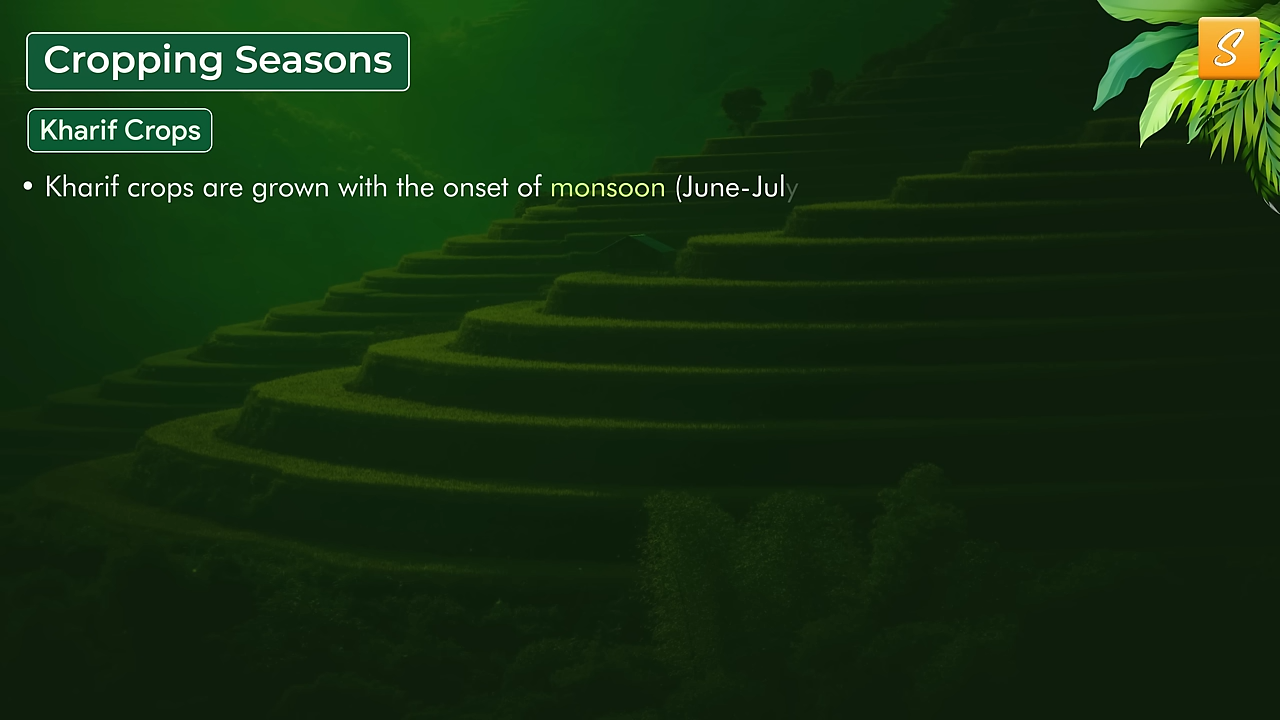 Cropping Seasons
S
Kharif Crops
• Kharif crops are grown with the onset of monsoon (June-July